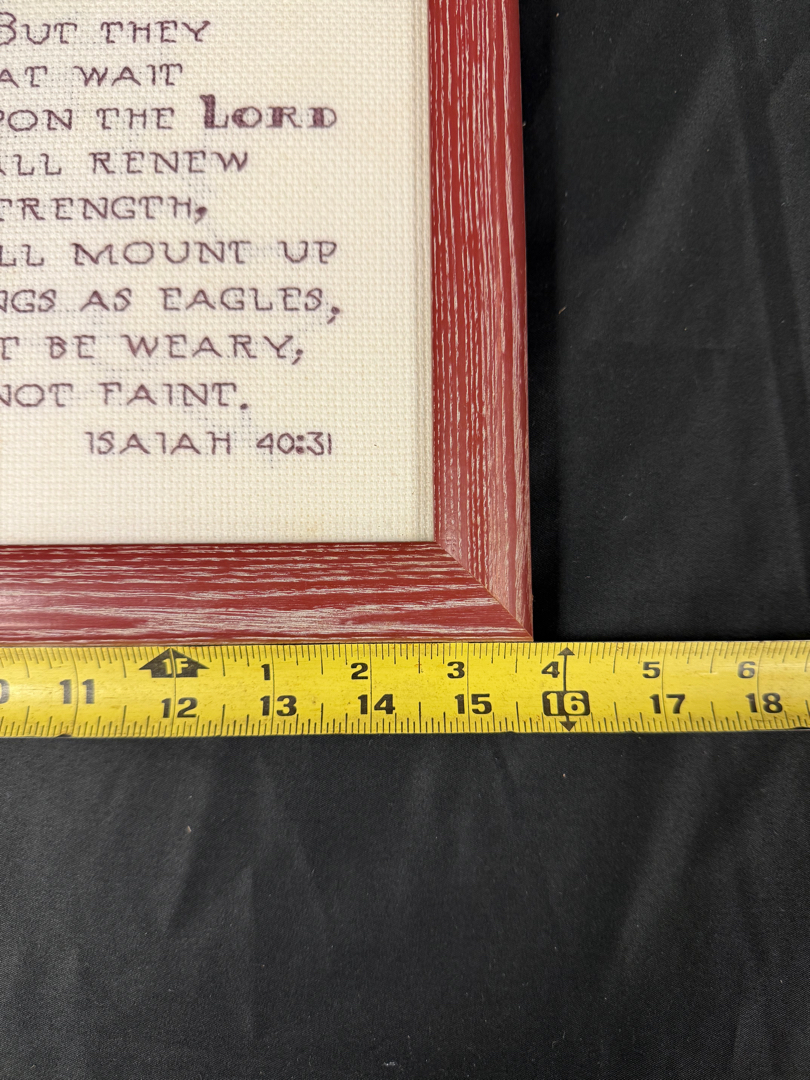 BUT THEY
AT WAIT
PON THE LORD
LL RENEW
TRENGTH,
LL MOUNT UP
NGS AS EAGLES,
T BE WEARY,
NOT FAINT.
ISAIAH 40:31
1F 1 2 3 4 5 6
0 11 12 13 14 15 16 17 18